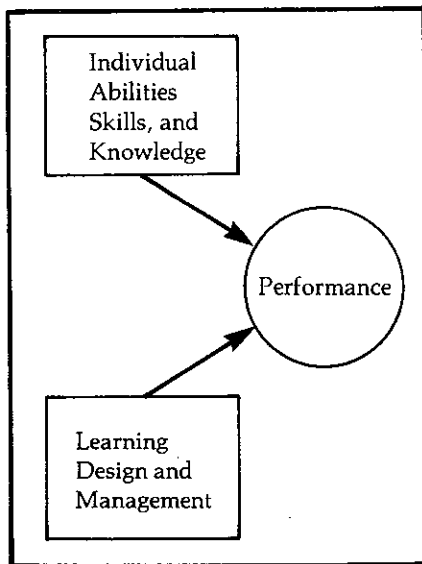 Individual
Abilities
Skills, and
Knowledge
Performance
Learning
Design and
Management